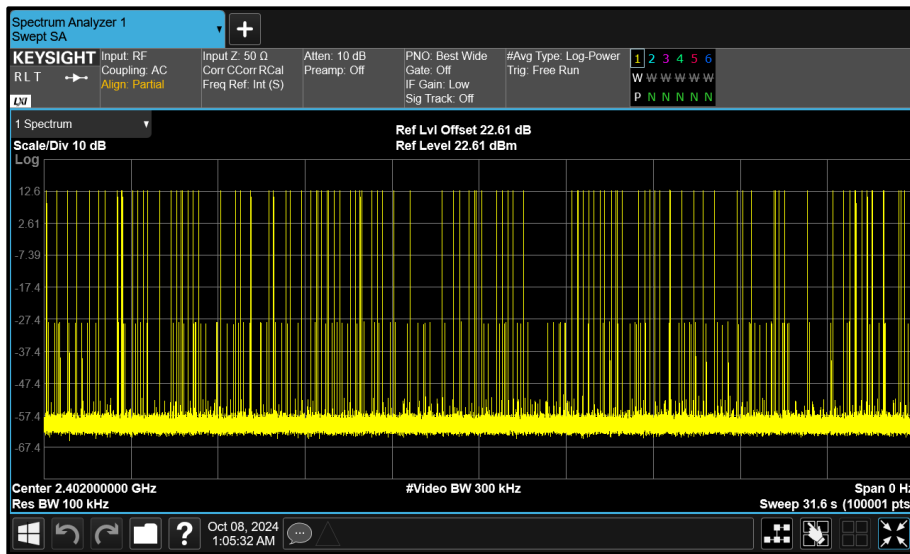 Spectrum Analyzer 1
Swept SA
KEYSIGHT
R L T
LXI
Input: RF
Coupling: AC
Align: Partial
Input Z: 50 Ω
Corr CCorr RCal
Freq Ref: Int (S)
Atten: 10 dB
Preamp: Off
PNO: Best Wide
Gate: Off
IF Gain: Low
Sig Track: Off
#Avg Type: Log-Power
Trig: Free Run
1 2 3 4 5 6
W W W W W W
P N N N N N
1 Spectrum
Scale/Div 10 dB
Ref Lvl Offset 22.61 dB
Ref Level 22.61 dBm
Log
12.6
2.61
-7.39
-17.4
-27.4
-37.4
-47.4
-57.4
-67.4
Center 2.402000000 GHz
#Video BW 300 kHz
Span 0 Hz
Res BW 100 kHz
Sweep 31.6 s (100001 pts
?
Oct 08, 2024
1:05:32 AM